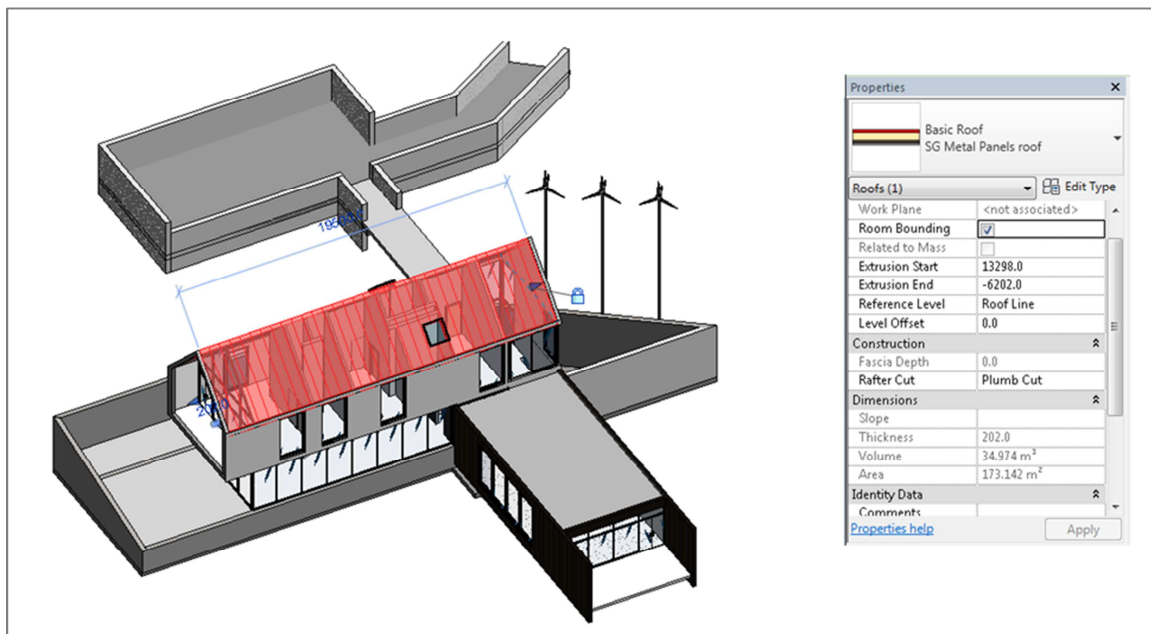 Properties
Basic Roof
SG Metal Panels roof
Roofs (1) Edit Type
Work Plane <not associated>
Room Bounding
Related to Mass
Extrusion Start 13298.0
Extrusion End -6202.0
Reference Level Roof Line
Level Offset 0.0
Construction
Fascia Depth 0.0
Rafter Cut Plumb Cut
Dimensions
Slope
Thickness 202.0
Volume 34.974 m³
Area 173.142 m²
Identity Data
Comments
Properties help Apply